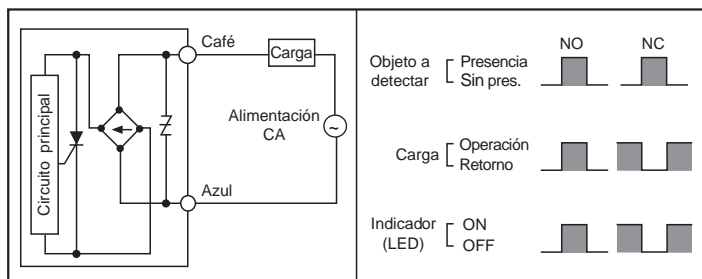 Circuito principal
Café
Carga
Alimentación
CA
~
Azul
NO NC
Objeto a
detectar
Presencia
Sin pres.
Carga
Operación
Retorno
Indicador
(LED)
ON
OFF